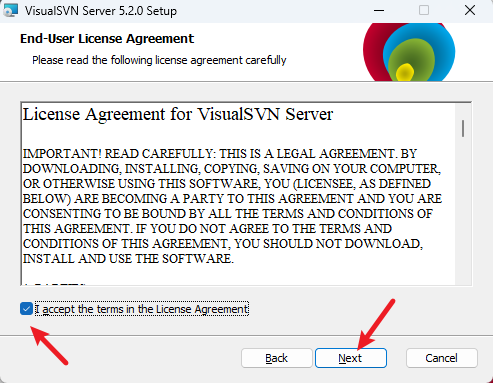 VisualSVN Server 5.2.0 Setup
End-User License Agreement
Please read the following license agreement carefully
License Agreement for VisualSVN Server
IMPORTANT! READ CAREFULLY: THIS IS A LEGAL AGREEMENT. BY
DOWNLOADING, INSTALLING, COPYING, SAVING ON YOUR COMPUTER,
OR OTHERWISE USING THIS SOFTWARE, YOU (LICENSEE, AS DEFINED
BELOW) ARE BECOMING A PARTY TO THIS AGREEMENT AND YOU ARE
CONSENTING TO BE BOUND BY ALL THE TERMS AND CONDITIONS OF
THIS AGREEMENT. IF YOU DO NOT AGREE TO THE TERMS AND
CONDITIONS OF THIS AGREEMENT, YOU SHOULD NOT DOWNLOAD,
INSTALL AND USE THE SOFTWARE.
I accept the terms in the License Agreement
Back Next Cancel